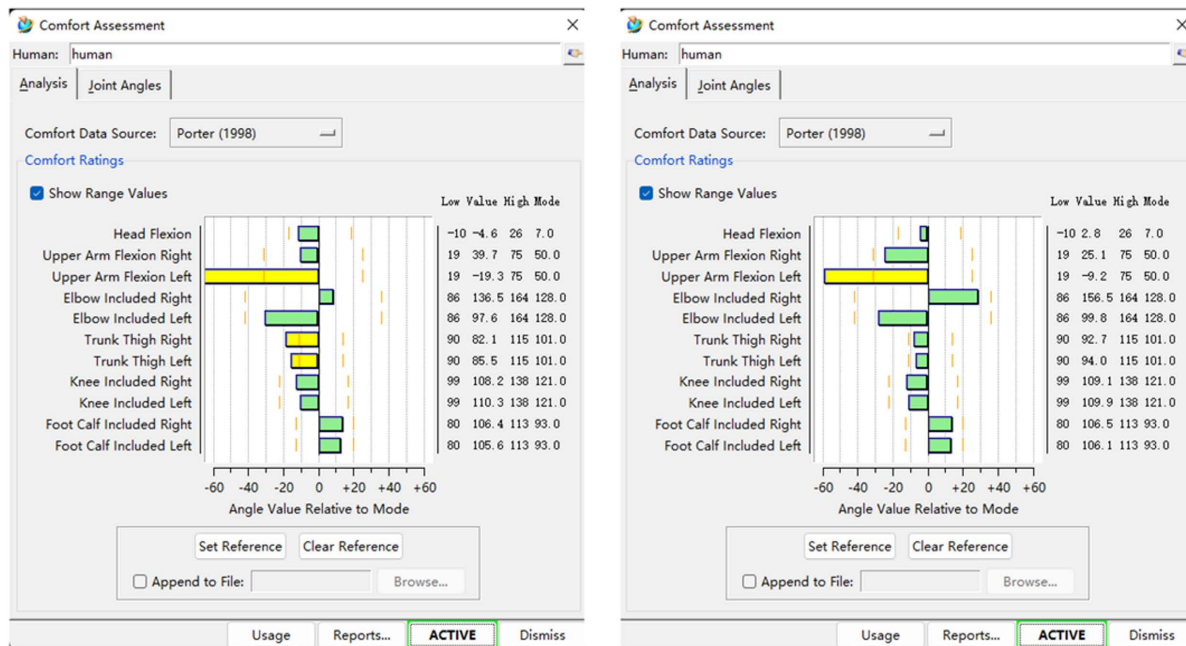 Comfort Assessment
Human: human
Analysis Joint Angles
Comfort Data Source: Porter (1998)
Comfort Ratings
Show Range Values
Low Value High Mode
Head Flexion -10 -4.6 26 7.0
Upper Arm Flexion Right 19 39.7 75 50.0
Upper Arm Flexion Left 19 -19.3 75 50.0
Elbow Included Right 86 136.5 164 128.0
Elbow Included Left 86 97.6 164 128.0
Trunk Thigh Right 90 82.1 115 101.0
Trunk Thigh Left 90 85.5 115 101.0
Knee Included Right 99 108.2 138 121.0
Knee Included Left 99 110.3 138 121.0
Foot Calf Included Right 80 106.4 113 93.0
Foot Calf Included Left 80 105.6 113 93.0
-60 -40 -20 0 +20 +40 +60
Angle Value Relative to Mode
Set Reference Clear Reference
Append to File: Browse...
Usage Reports... ACTIVE Dismiss
Comfort Assessment
Human: human
Analysis Joint Angles
Comfort Data Source: Porter (1998)
Comfort Ratings
Show Range Values
Low Value High Mode
Head Flexion -10 2.8 26 7.0
Upper Arm Flexion Right 19 25.1 75 50.0
Upper Arm Flexion Left 19 -9.2 75 50.0
Elbow Included Right 86 156.5 164 128.0
Elbow Included Left 86 99.8 164 128.0
Trunk Thigh Right 90 92.7 115 101.0
Trunk Thigh Left 90 94.0 115 101.0
Knee Included Right 99 109.1 138 121.0
Knee Included Left 99 109.9 138 121.0
Foot Calf Included Right 80 106.5 113 93.0
Foot Calf Included Left 80 106.1 113 93.0
-60 -40 -20 0 +20 +40 +60
Angle Value Relative to Mode
Set Reference Clear Reference
Append to File: Browse...
Usage Reports... ACTIVE Dismiss